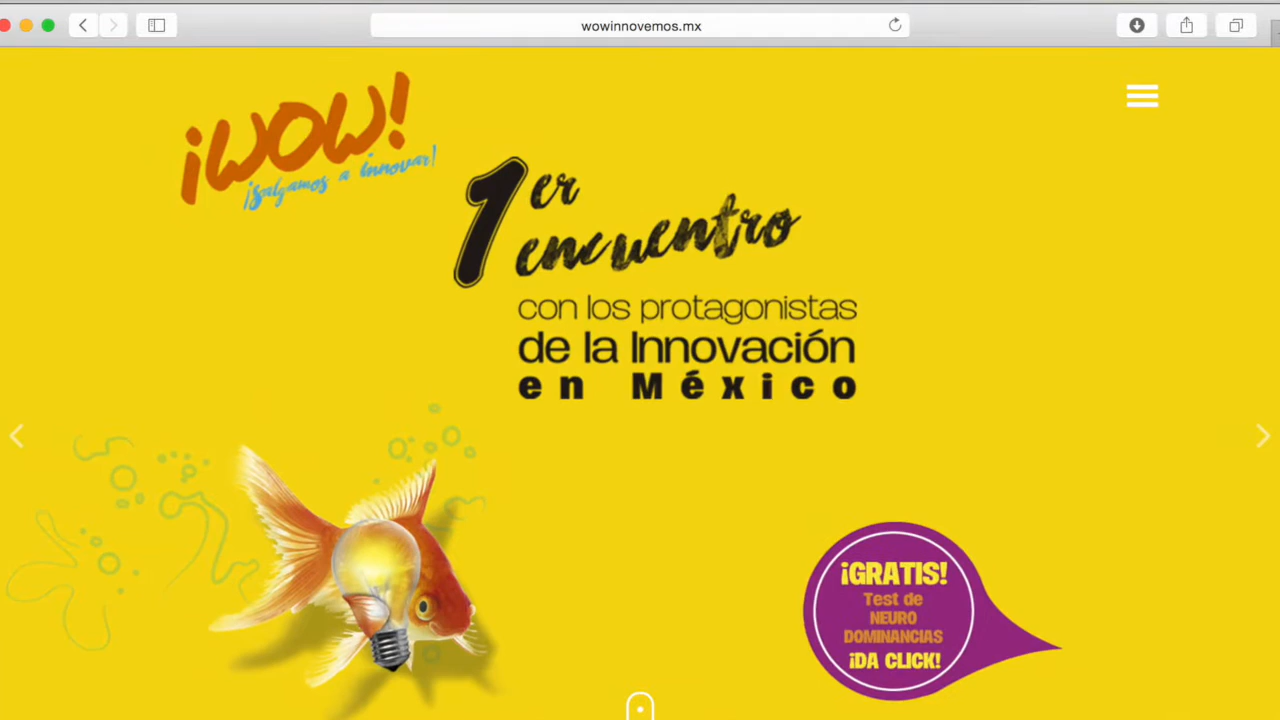 wowinnovemos.mx
¡WOW!
¡salgamos a innovar!
1er
encuentro
con los protagonistas
de la Innovación
en México
¡GRATIS!
Test de
NEURO
DOMINANCIAS
¡DA CLICK!